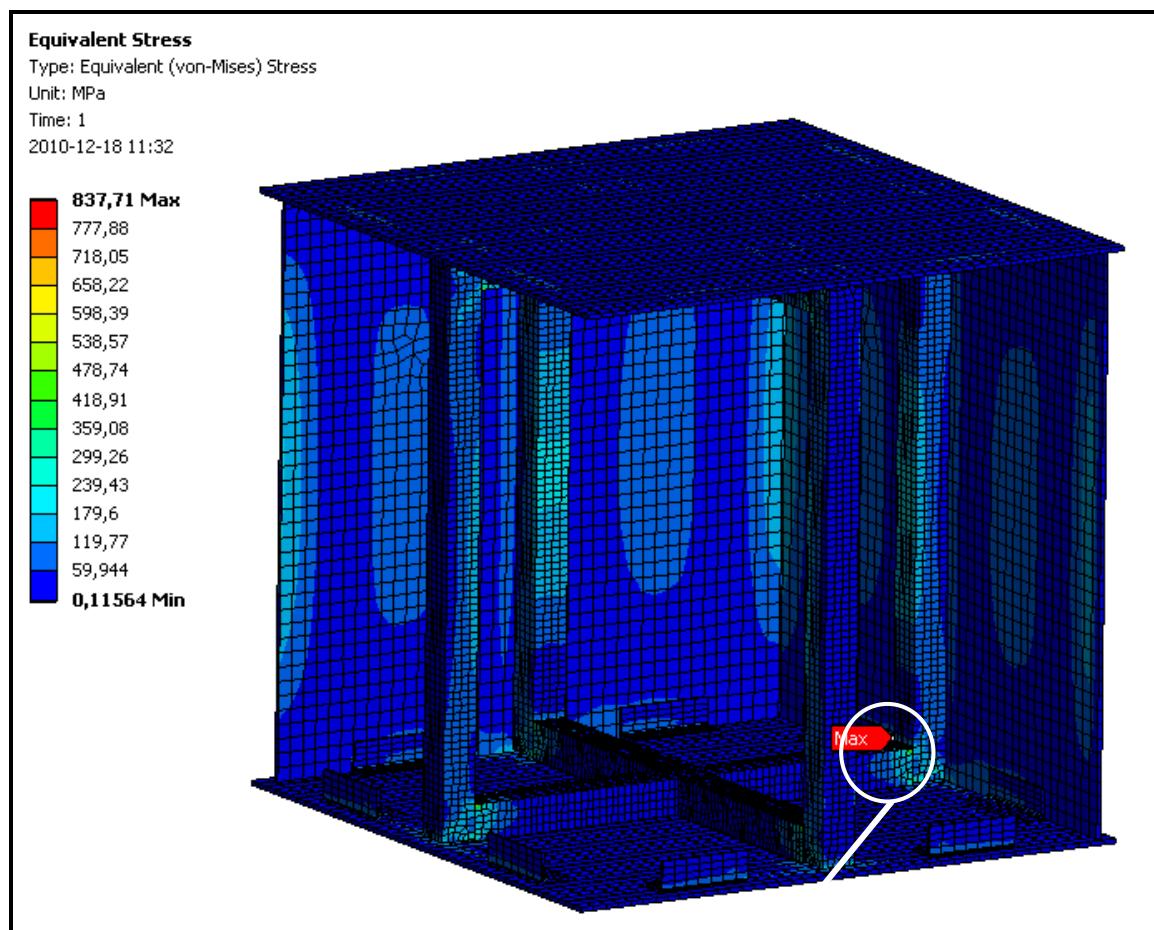 Equivalent Stress
Type: Equivalent (von-Mises) Stress
Unit: MPa
Time: 1
2010-12-18 11:32
837,71 Max
777,88
718,05
658,22
598,39
538,57
478,74
418,91
359,08
299,26
239,43
179,6
119,77
59,944
0,11564 Min
Max